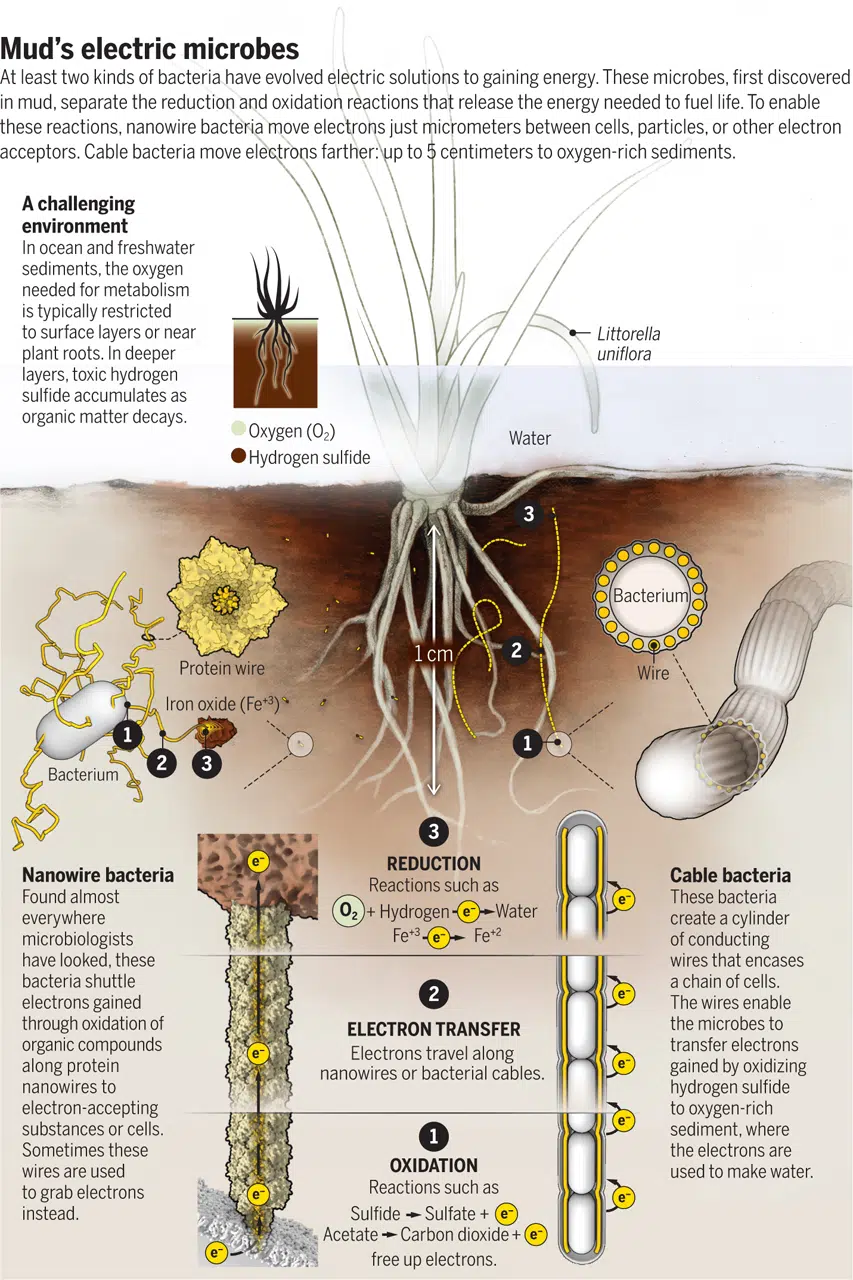 Mud's electric microbes
At least two kinds of bacteria have evolved electric solutions to gaining energy. These microbes, first discovered
in mud, separate the reduction and oxidation reactions that release the energy needed to fuel life. To enable
these reactions, nanowire bacteria move electrons just micrometers between cells, particles, or other electron
acceptors. Cable bacteria move electrons farther: up to 5 centimeters to oxygen-rich sediments.
A challenging
environment
In ocean and freshwater
sediments, the oxygen
needed for metabolism
is typically restricted
to surface layers or near
plant roots. In deeper
layers, toxic hydrogen
sulfide accumulates as
organic matter decays.
Oxygen (O₂)
Hydrogen sulfide
Littorella
uniflora
Water
3
2
1
1 cm
Protein wire
Iron oxide (Fe⁺³)
Bacterium
1
2
3
Bacterium
Wire
Nanowire bacteria
Found almost
everywhere
microbiologists
have looked, these
bacteria shuttle
electrons gained
through oxidation of
organic compounds
along protein
nanowires to
electron-accepting
substances or cells.
Sometimes these
wires are used
to grab electrons
instead.
e⁻
e⁻
e⁻
e⁻
3
REDUCTION
Reactions such as
O₂ + Hydrogen e⁻ → Water
Fe⁺³ e⁻ → Fe⁺²
2
ELECTRON TRANSFER
Electrons travel along
nanowires or bacterial cables.
1
OXIDATION
Reactions such as
Sulfide → Sulfate + e⁻
Acetate → Carbon dioxide + e⁻
free up electrons.
e⁻
e⁻
e⁻
e⁻
e⁻
Cable bacteria
These bacteria
create a cylinder
of conducting
wires that encases
a chain of cells.
The wires enable
the microbes to
transfer electrons
gained by oxidizing
hydrogen sulfide
to oxygen-rich
sediment, where
the electrons are
used to make water.